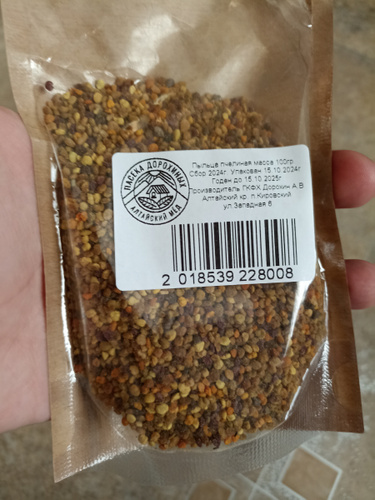 ПАСЕКА ДОРОХИНЫХ
АЛТАЙСКИЙ МЕД
Пыльца пчелиная масса 100гр.
Сбор 2024г. Упакован 15.10.2024г
Годен до 15.10.2025г
Производитель ГКФХ Дорохин А.В
Алтайский кр, п.Кировский
ул.Западная 6
2 018539 228008